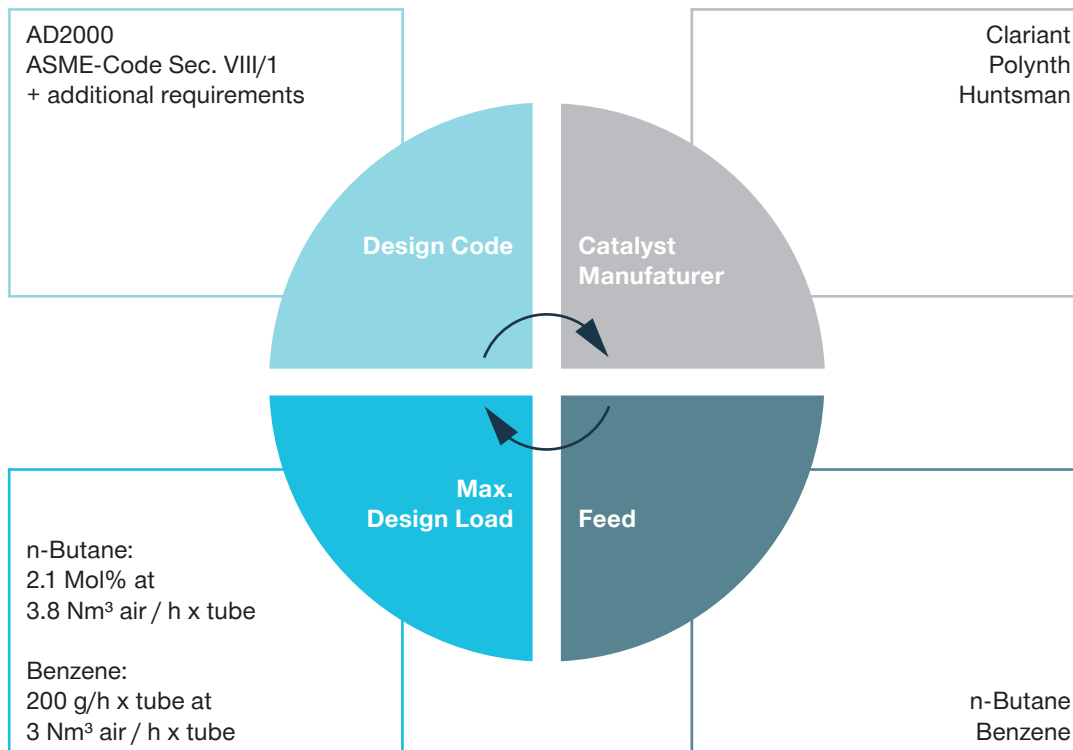 AD2000
ASME-Code Sec. VIII/1
+ additional requirements
Clariant
Polynth
Huntsman
Design Code
Catalyst
Manufaturer
Max.
Design Load
Feed
n-Butane:
2.1 Mol% at
3.8 Nm³ air / h x tube
Benzene:
200 g/h x tube at
3 Nm³ air / h x tube
n-Butane
Benzene